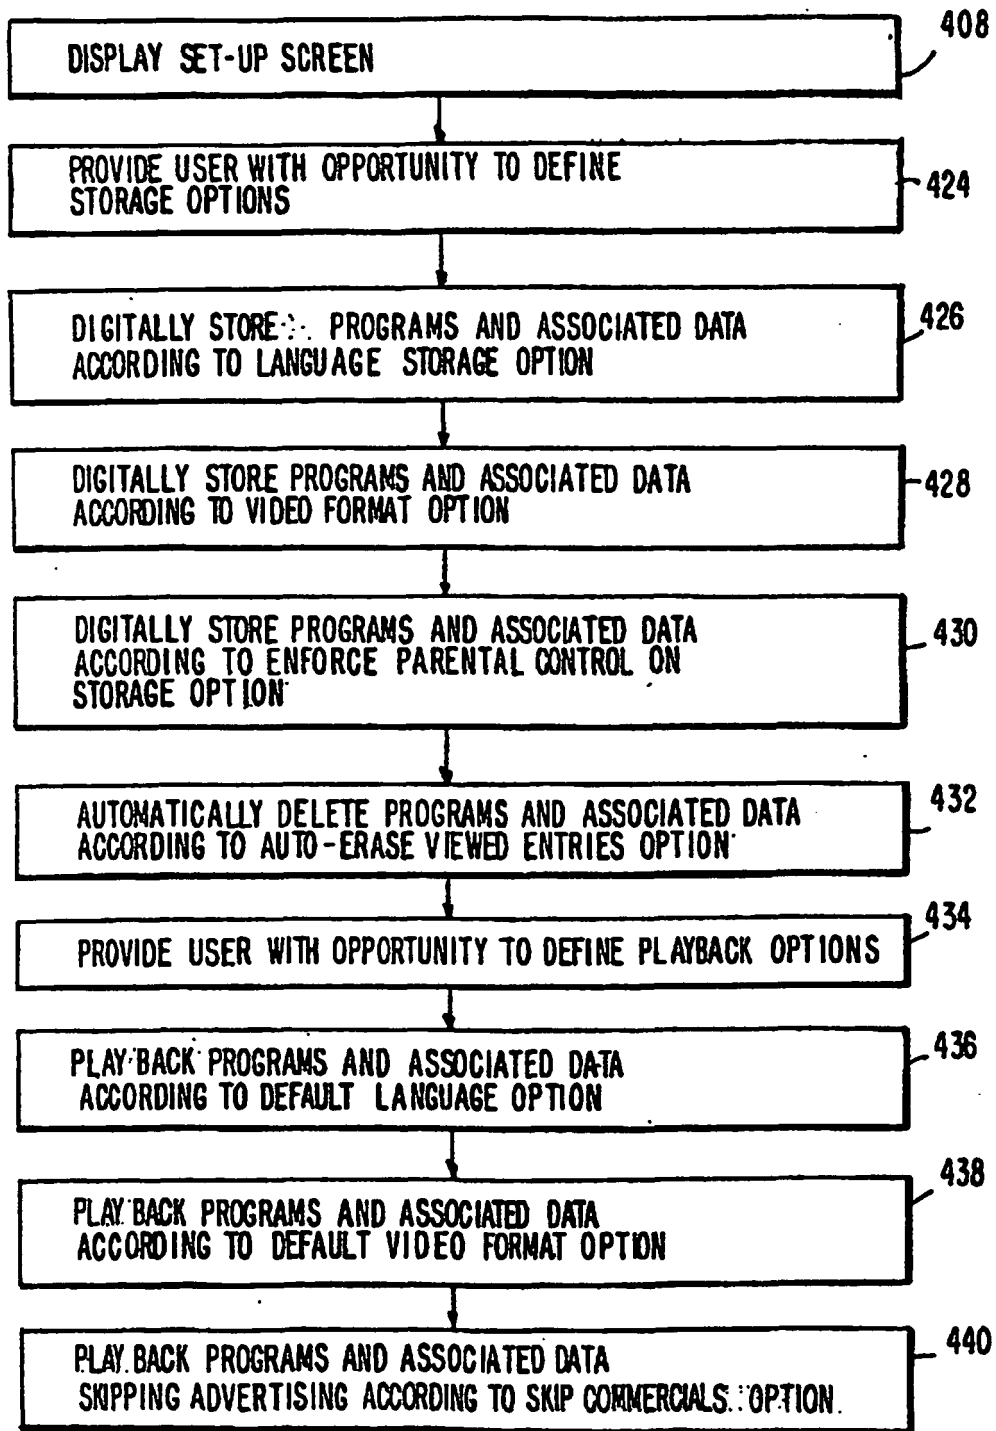 DISPLAY SET-UP SCREEN
408
PROVIDE USER WITH OPPORTUNITY TO DEFINE
STORAGE OPTIONS
424
DIGITALLY STORE PROGRAMS AND ASSOCIATED DATA
ACCORDING TO LANGUAGE STORAGE OPTION
426
DIGITALLY STORE PROGRAMS AND ASSOCIATED DATA
ACCORDING TO VIDEO FORMAT OPTION
428
DIGITALLY STORE PROGRAMS AND ASSOCIATED DATA
ACCORDING TO ENFORCE PARENTAL CONTROL ON
STORAGE OPTION
430
AUTOMATICALLY DELETE PROGRAMS AND ASSOCIATED DATA
ACCORDING TO AUTO-ERASE VIEWED ENTRIES OPTION
432
PROVIDE USER WITH OPPORTUNITY TO DEFINE PLAYBACK OPTIONS
434
PLAY BACK PROGRAMS AND ASSOCIATED DATA
ACCORDING TO DEFAULT LANGUAGE OPTION
436
PLAY BACK PROGRAMS AND ASSOCIATED DATA
ACCORDING TO DEFAULT VIDEO FORMAT OPTION
438
PLAY BACK PROGRAMS AND ASSOCIATED DATA
SKIPPING ADVERTISING ACCORDING TO SKIP COMMERCIALS OPTION
440